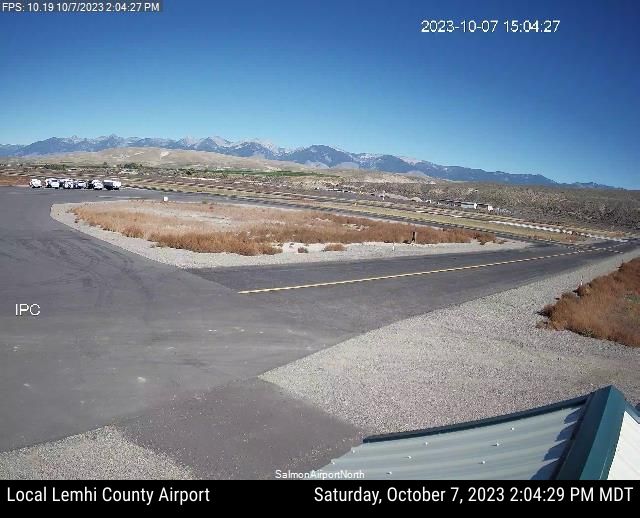 FPS: 10.19 10/7/2023 2:04:27 PM
2023-10-07 15:04:27
IPC
SalmonAirportNorth
Local Lemhi County Airport
Saturday, October 7, 2023 2:04:29 PM MDT